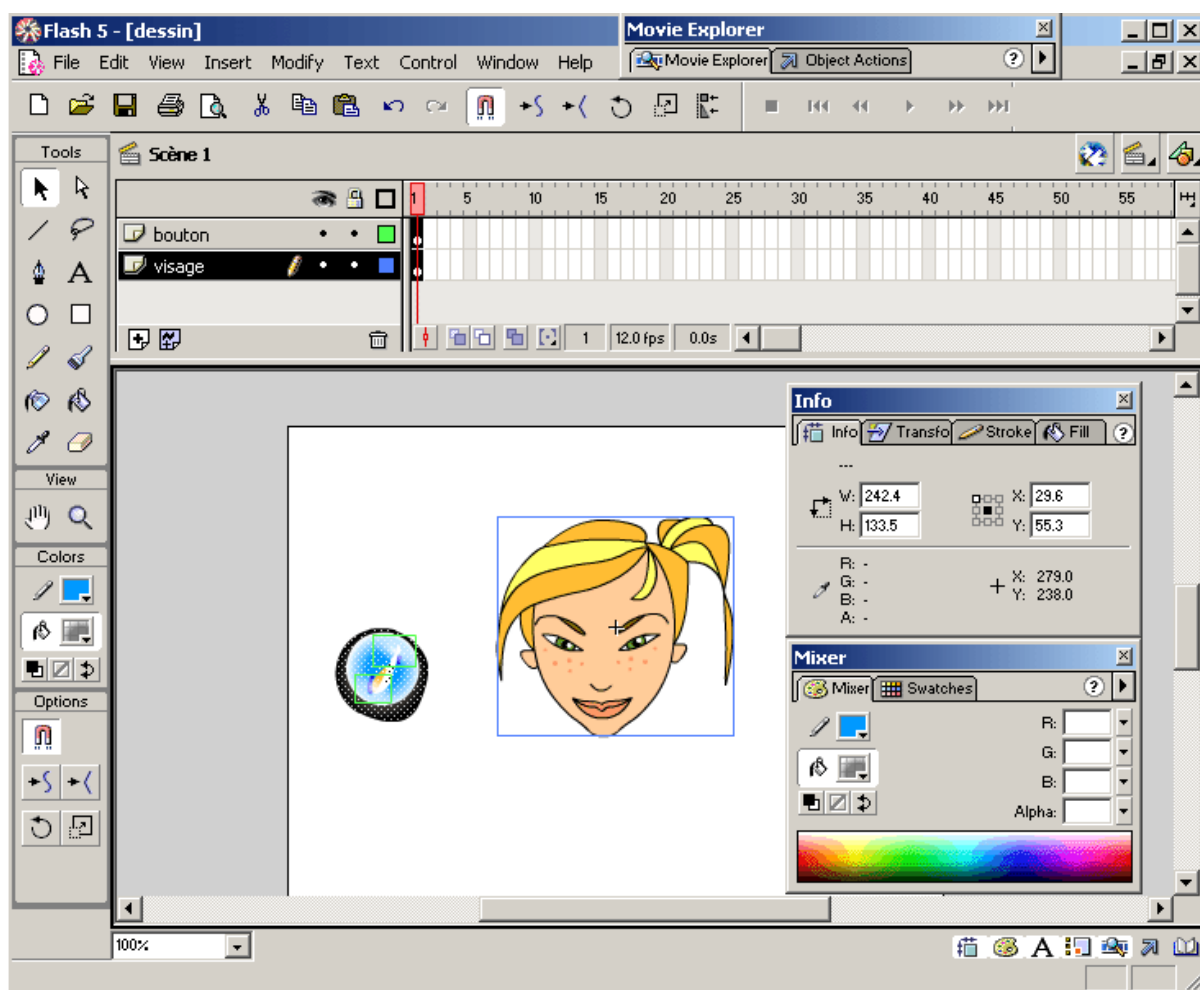 Flash 5 - [dessin]
Movie Explorer
File Edit View Insert Modify Text Control Window Help
Movie Explorer Object Actions ?
Tools
Scène 1
1 5 10 15 20 25 30 35 40 45 50 55
bouton
visage
A
1 12.0 fps 0.0s
View
Colors
Options
Info
Info Transfo Stroke Fill ?
---
W: 242.4 X: 29.6
H: 133.5 Y: 55.3
R: -
G: -
B: -
A: -
X: 279.0
Y: 238.0
Mixer
Mixer Swatches ?
R:
G:
B:
Alpha:
100%
A